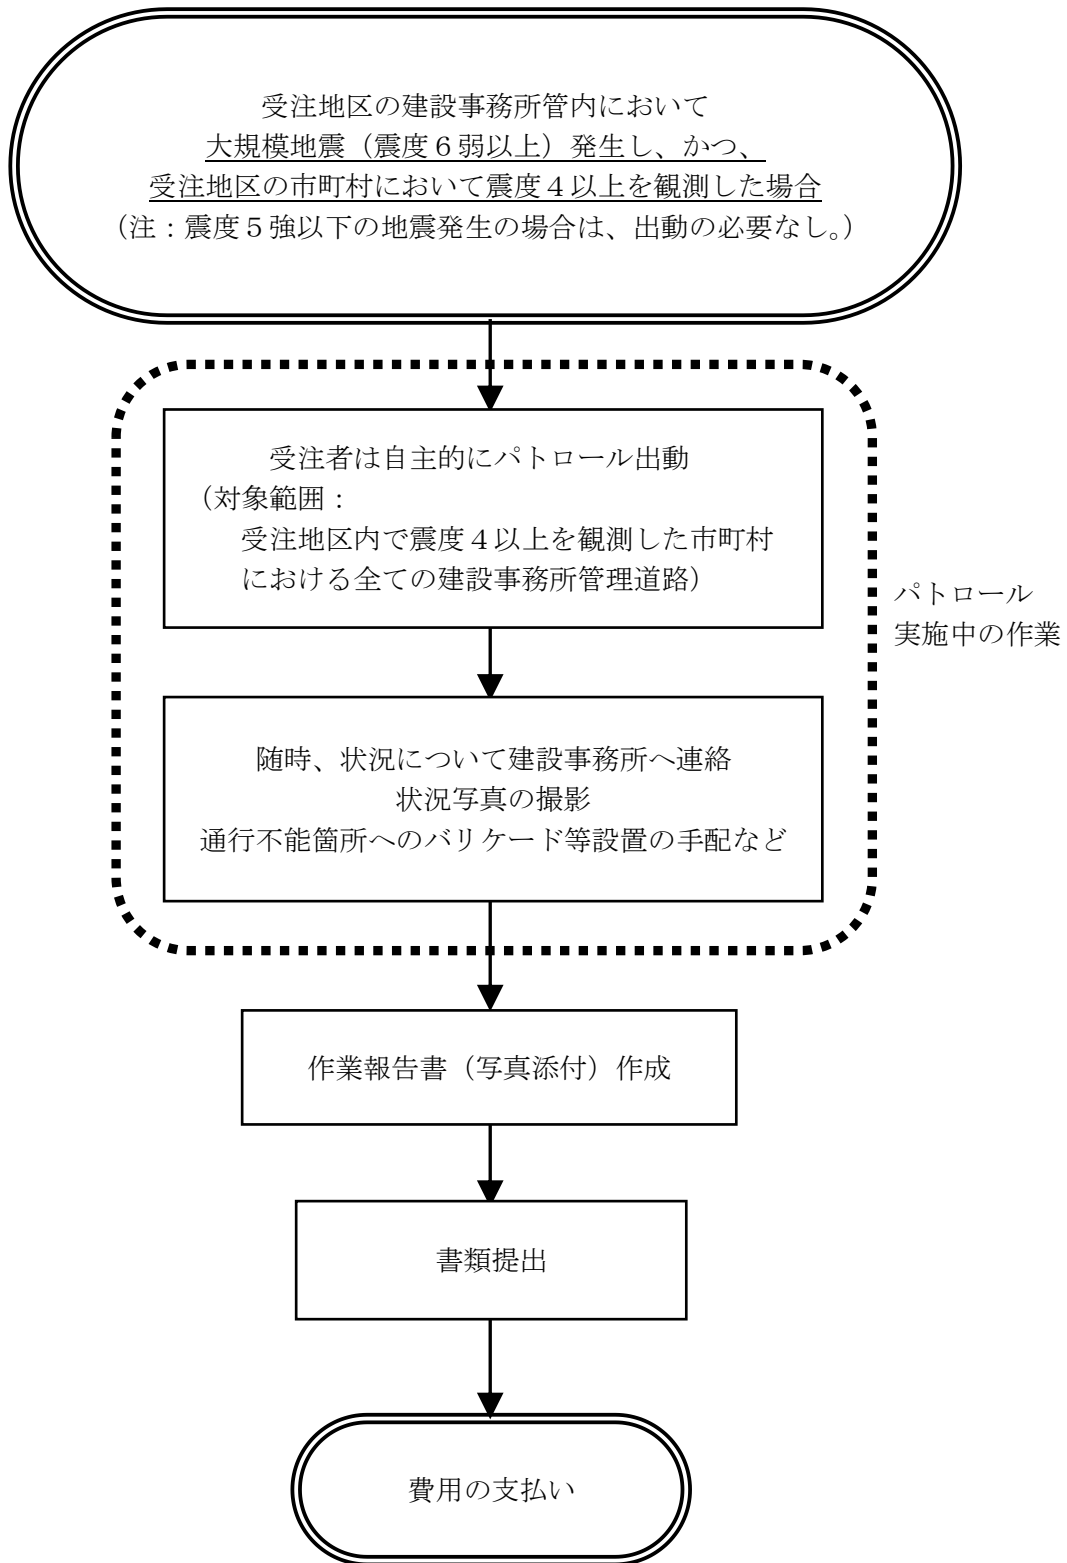 受注地区の建設事務所管内において
大規模地震（震度６弱以上）発生し、かつ、
受注地区の市町村において震度４以上を観測した場合
（注：震度５強以下の地震発生の場合は、出動の必要なし。）
受注者は自主的にパトロール出動
（対象範囲：
受注地区内で震度４以上を観測した市町村
における全ての建設事務所管理道路）
パトロール
実施中の作業
随時、状況について建設事務所へ連絡
状況写真の撮影
通行不能箇所へのバリケード等設置の手配など
作業報告書（写真添付）作成
書類提出
費用の支払い